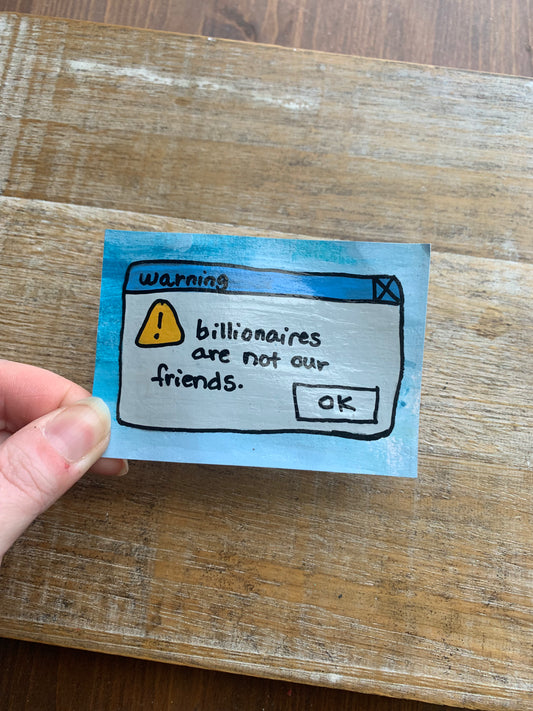 warning
!
billionaires
are not our
friends.
OK